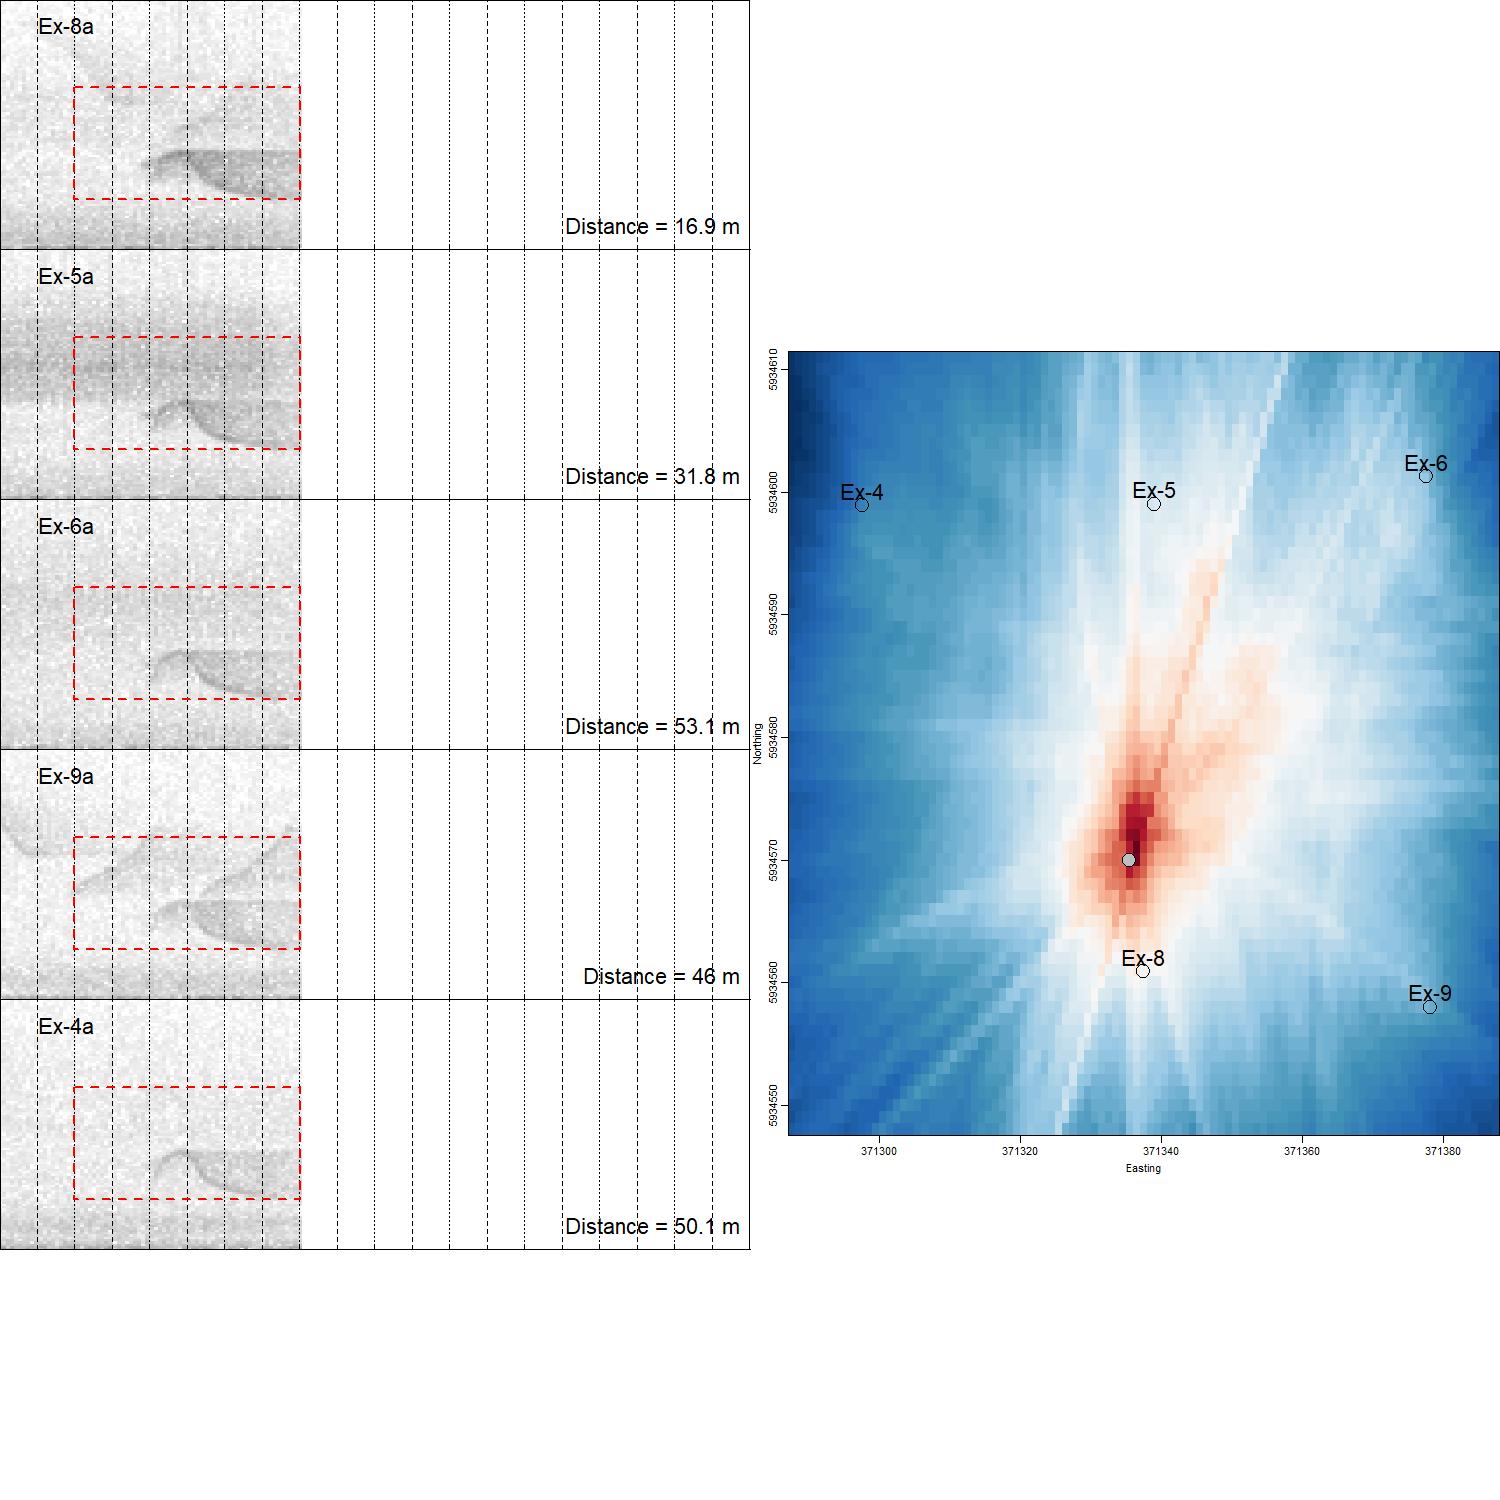 Ex-8a
Distance = 16.9 m
Ex-5a
Distance = 31.8 m
Ex-6a
Distance = 53.1 m
Ex-9a
Distance = 46 m
Ex-4a
Distance = 50.1 m
Northing
5934610
5934600
5934590
5934580
5934570
5934560
5934550
Ex-4
Ex-5
Ex-6
Ex-8
Ex-9
371300
371320
371340
371360
371380
Easting